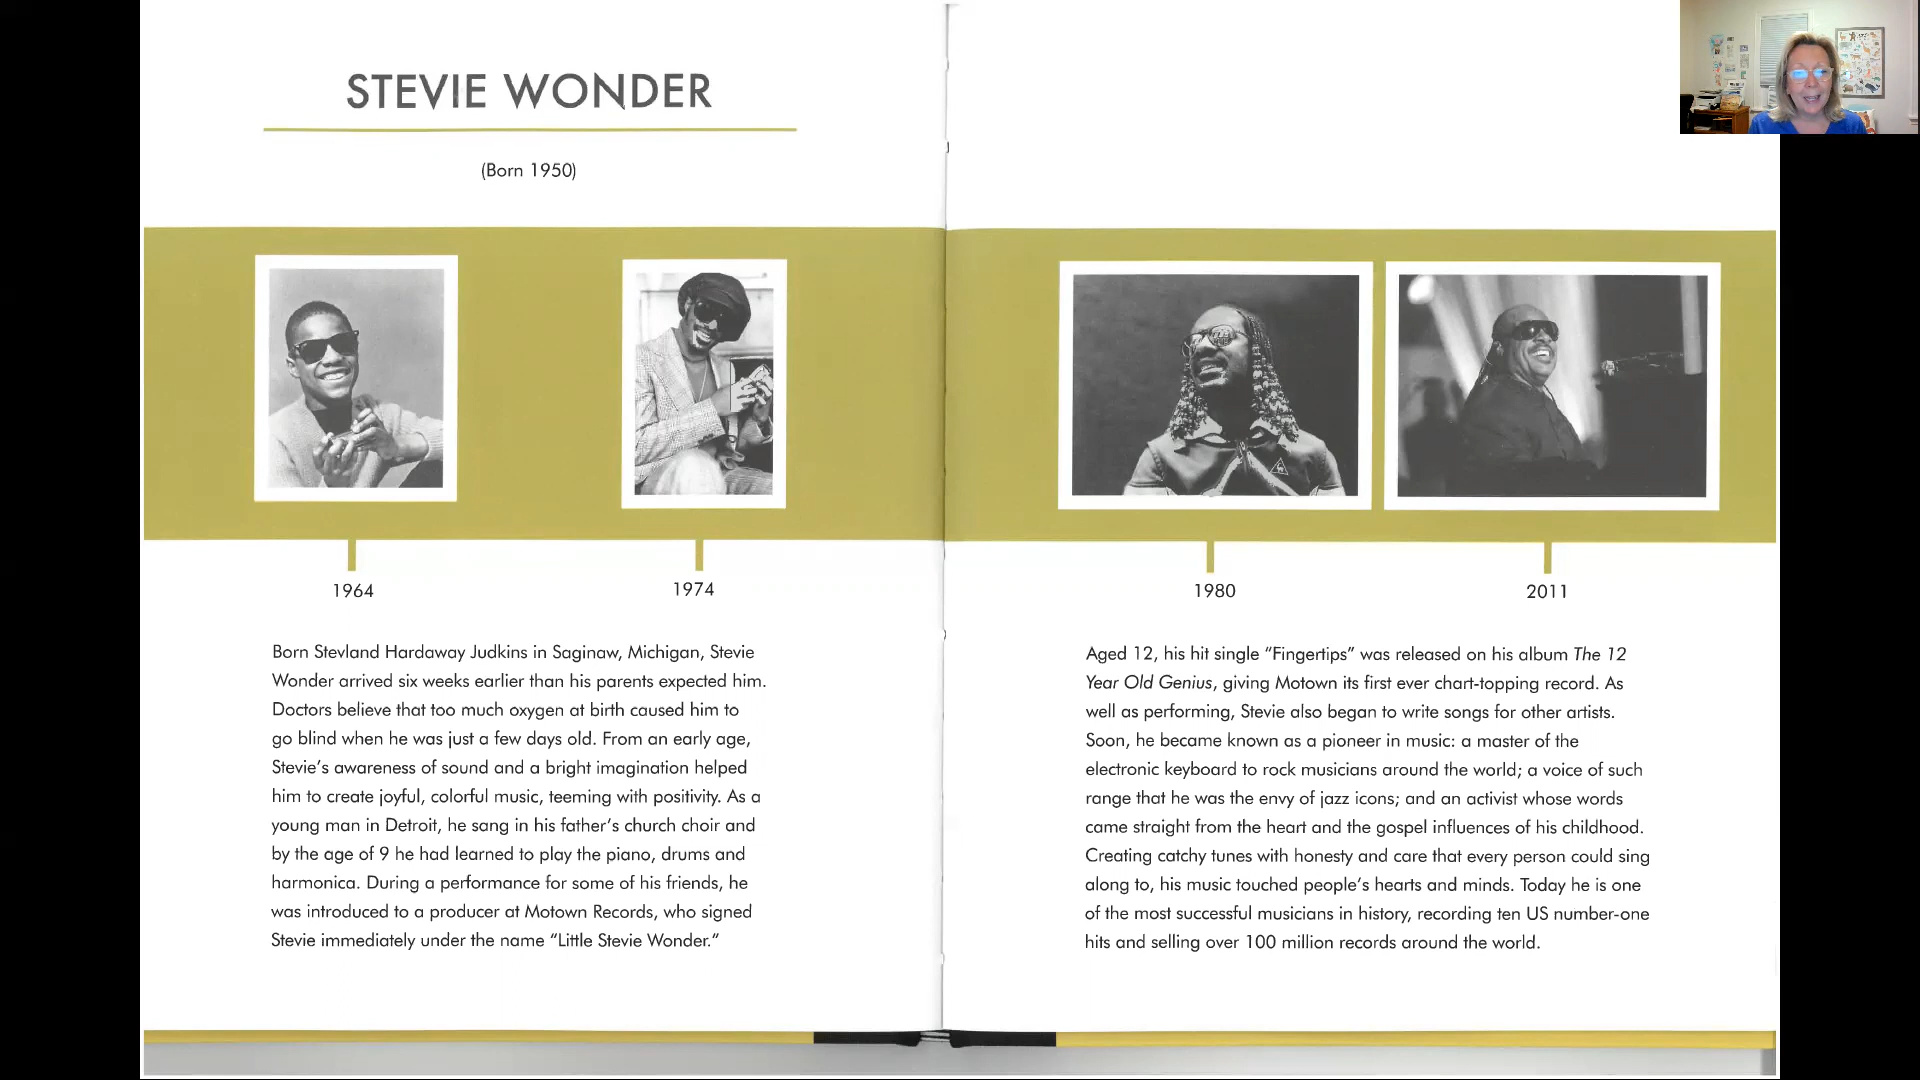 STEVIE WONDER
(Born 1950)
1964
1974
1980
2011
Born Stevland Hardaway Judkins in Saginaw, Michigan, Stevie
Wonder arrived six weeks earlier than his parents expected him.
Doctors believe that too much oxygen at birth caused him to
go blind when he was just a few days old. From an early age,
Stevie's awareness of sound and a bright imagination helped
him to create joyful, colorful music, teeming with positivity. As a
young man in Detroit, he sang in his father's church choir and
by the age of 9 he had learned to play the piano, drums and
harmonica. During a performance for some of his friends, he
was introduced to a producer at Motown Records, who signed
Stevie immediately under the name “Little Stevie Wonder.”
Aged 12, his hit single “Fingertips” was released on his album The 12
Year Old Genius, giving Motown its first ever chart-topping record. As
well as performing, Stevie also began to write songs for other artists.
Soon, he became known as a pioneer in music: a master of the
electronic keyboard to rock musicians around the world; a voice of such
range that he was the envy of jazz icons; and an activist whose words
came straight from the heart and the gospel influences of his childhood.
Creating catchy tunes with honesty and care that every person could sing
along to, his music touched people's hearts and minds. Today he is one
of the most successful musicians in history, recording ten US number-one
hits and selling over 100 million records around the world.